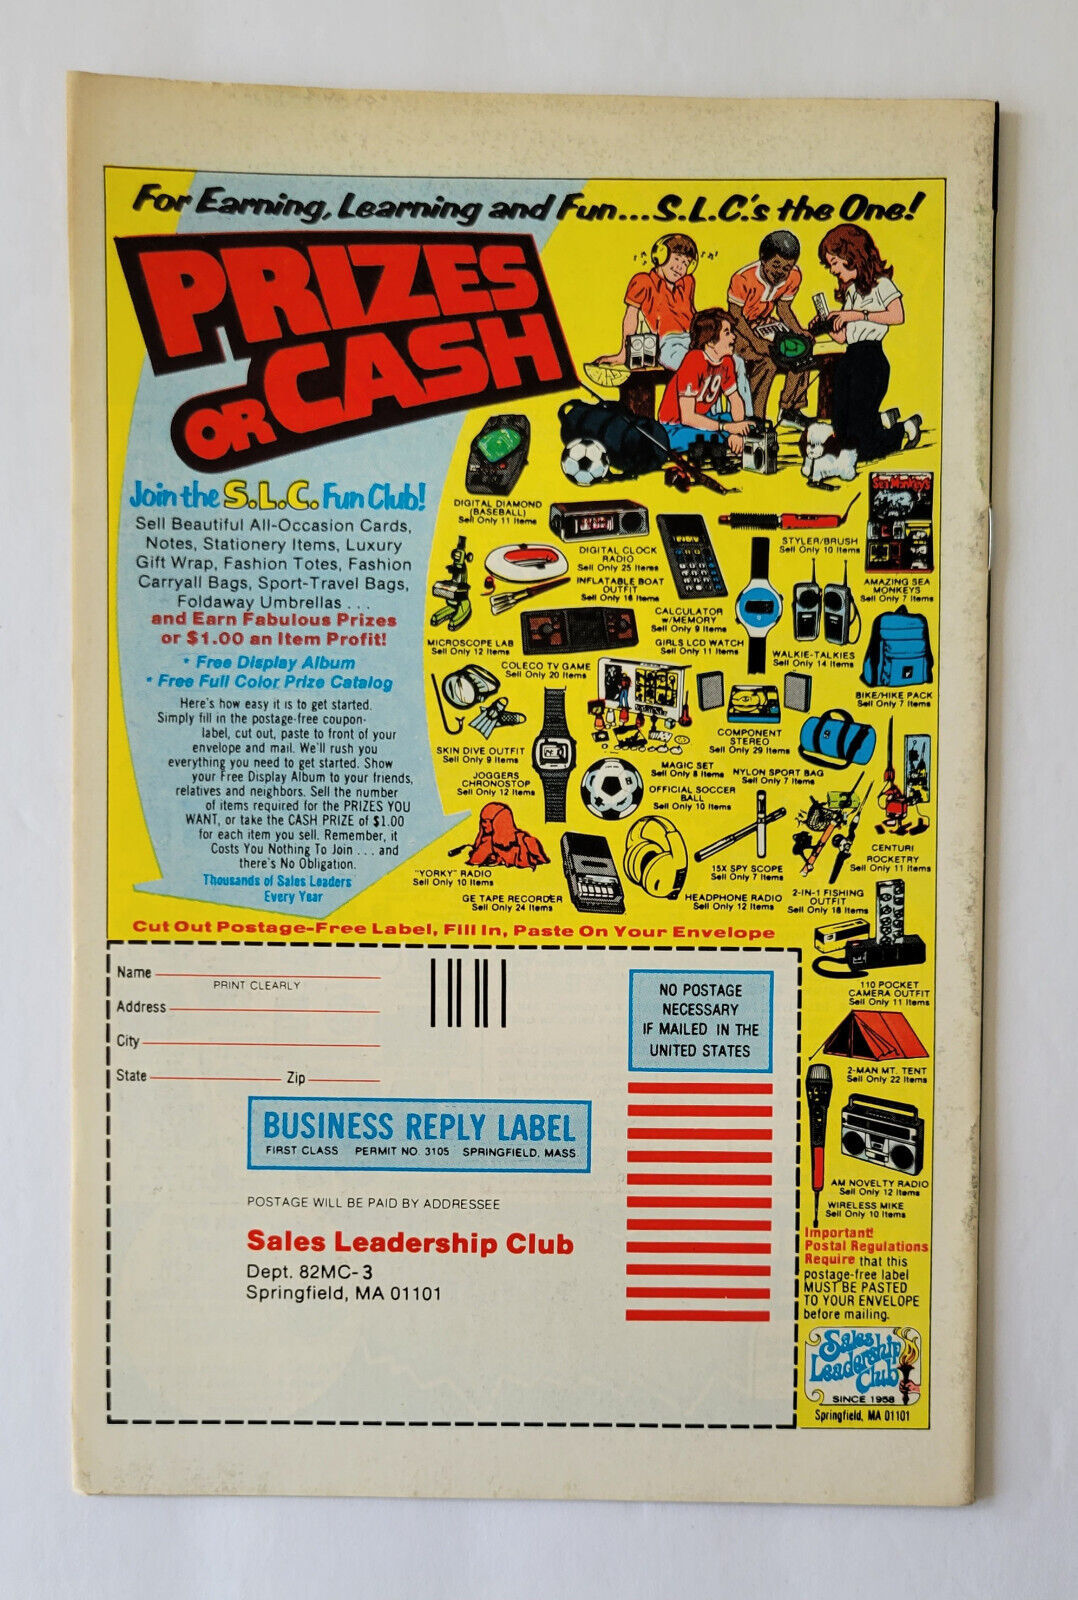 For Earning, Learning and Fun...S.L.C.'s the One!
PRIZES
OR CASH
Join the S.L.C. Fun Club!
Sell Beautiful All-Occasion Cards,
Notes, Stationery Items, Luxury
Gift Wrap, Fashion Totes, Fashion
Carryall Bags, Sport-Travel Bags,
Foldaway Umbrellas . . .
and Earn Fabulous Prizes
or $1.00 an Item Profit!
* Free Display Album
* Free Full Color Prize Catalog
Here's how easy it is to get started.
Simply fill in the postage-free coupon-
label, cut out, paste to front of your
envelope and mail. We'll rush you
everything you need to get started. Show
your Free Display Album to your friends,
relatives and neighbors. Sell the number
of items required for the PRIZES YOU
WANT, or take the CASH PRIZE of $1.00
for each item you sell. Remember, it
Costs You Nothing To Join . . . and
there's No Obligation.
Thousands of Sales Leaders
Every Year
19
DIGITAL DIAMOND
(BASEBALL)
Sell Only 11 Items
DIGITAL CLOCK
RADIO
Sell Only 25 Items
STYLER/BRUSH
Sell Only 10 Items
Sea Monkeys
AMAZING SEA
MONKEYS
Sell Only 7 Items
INFLATABLE BOAT
OUTFIT
Sell Only 16 Items
CALCULATOR
w/MEMORY
Sell Only 9 Items
MICROSCOPE LAB
Sell Only 12 Items
GIRLS LCD WATCH
Sell Only 11 Items
WALKIE-TALKIES
Sell Only 14 Items
COLECO TV GAME
Sell Only 20 Items
BIKE/HIKE PACK
Sell Only 7 Items
SKIN DIVE OUTFIT
Sell Only 9 Items
COMPONENT
STEREO
Sell Only 29 Items
JOGGERS
CHRONOSTOP
Sell Only 12 Items
MAGIC SET
Sell Only 8 Items
NYLON SPORT BAG
Sell Only 7 Items
OFFICIAL SOCCER
BALL
Sell Only 10 Items
CENTURI
ROCKETRY
Sell Only 11 Items
"YORKY" RADIO
Sell Only 10 Items
15X SPY SCOPE
Sell Only 7 Items
GE TAPE RECORDER
Sell Only 24 Items
HEADPHONE RADIO
Sell Only 12 Items
2-IN-1 FISHING
OUTFIT
Sell Only 18 Items
Cut Out Postage-Free Label, Fill In, Paste On Your Envelope
110 POCKET
CAMERA OUTFIT
Sell Only 11 Items
2-MAN MT. TENT
Sell Only 22 Items
AM NOVELTY RADIO
Sell Only 12 Items
WIRELESS MIKE
Sell Only 10 Items
Name
PRINT CLEARLY
Address
City
State Zip
NO POSTAGE
NECESSARY
IF MAILED IN THE
UNITED STATES
BUSINESS REPLY LABEL
FIRST CLASS PERMIT NO. 3105 SPRINGFIELD, MASS.
POSTAGE WILL BE PAID BY ADDRESSEE
Sales Leadership Club
Dept. 82MC-3
Springfield, MA 01101
Important!
Postal Regulations
Require that this
postage-free label
MUST BE PASTED
TO YOUR ENVELOPE
before mailing.
Sales
Leadership
Club
SINCE 1958
Springfield, MA 01101